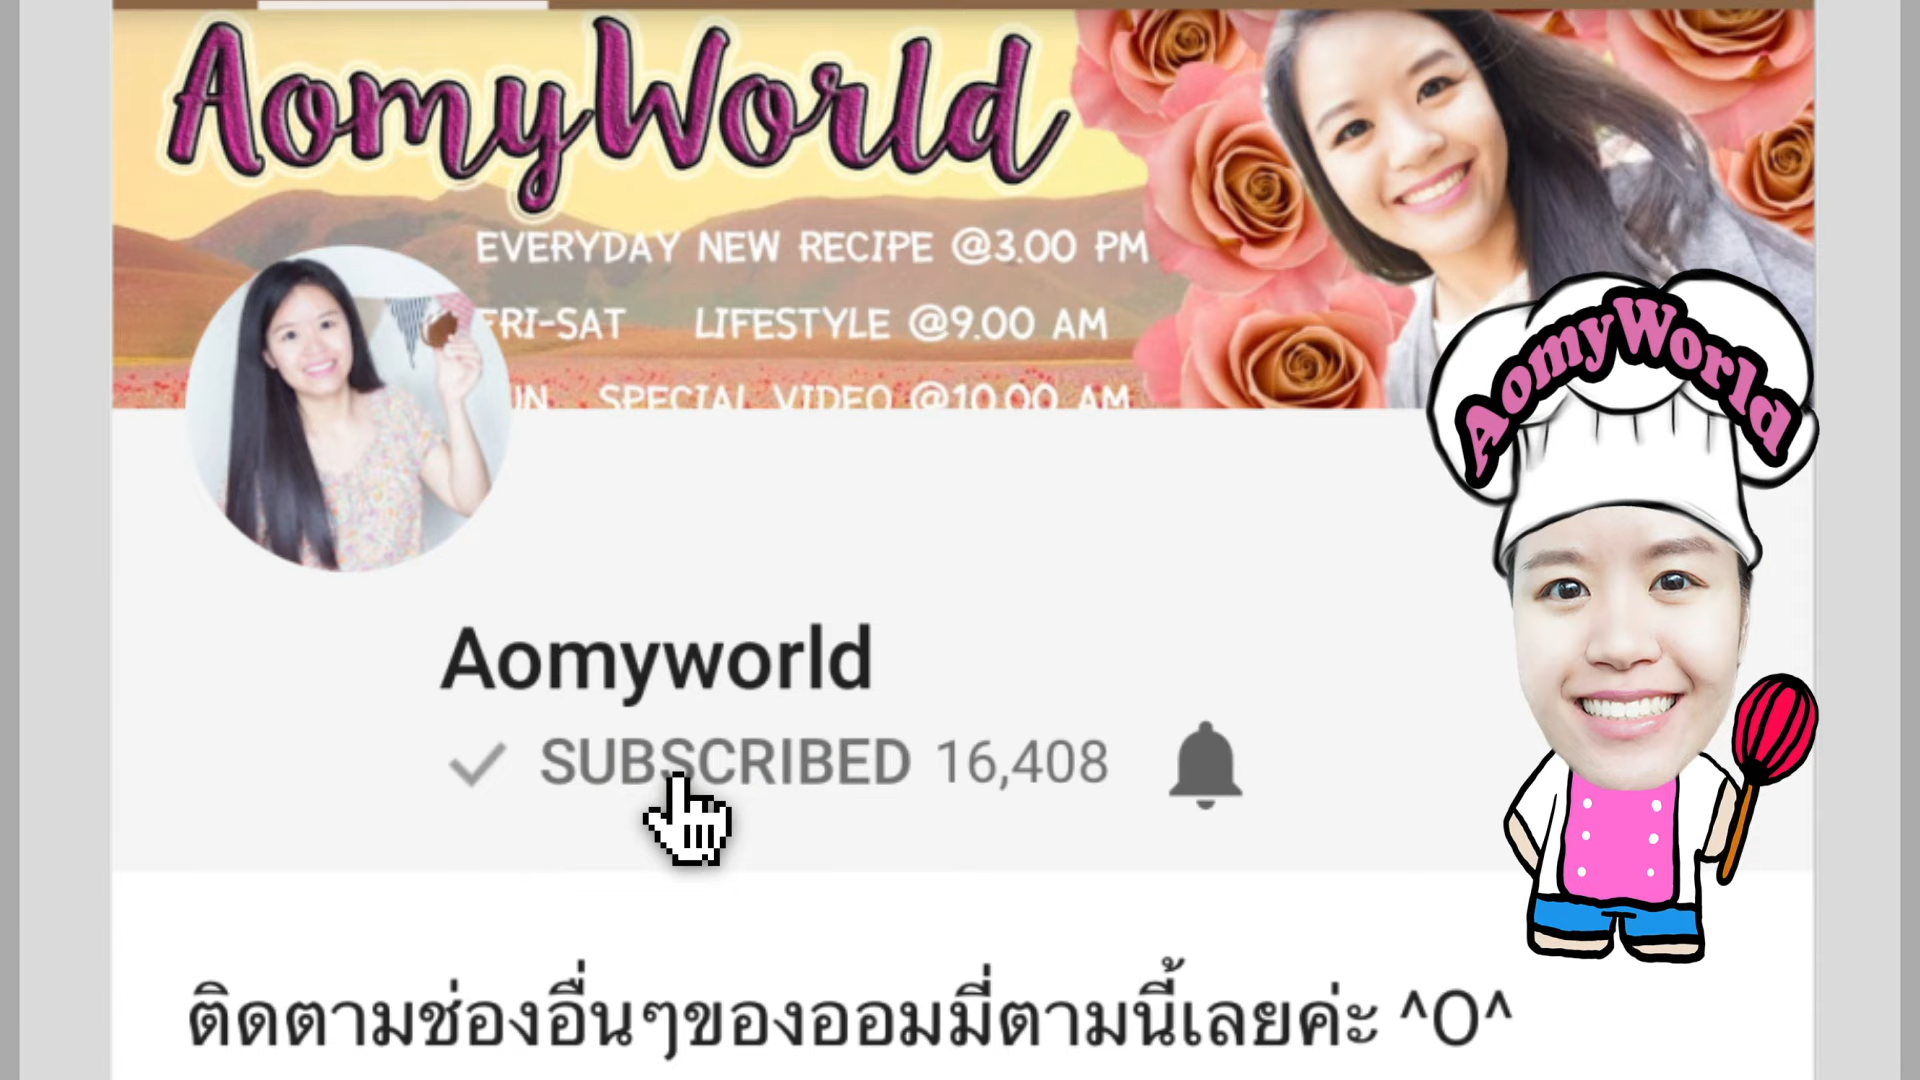 AomyWorld
EVERYDAY NEW RECIPE @3.00 PM
FRI-SAT LIFESTYLE @9.00 AM
SPECIAL VIDEO @10.00 AM
AomyWorld
Aomyworld
SUBSCRIBED 16,408
ติดตามช่องอื่นๆของออมมี่ตามนี้เลยค่ะ ^O^